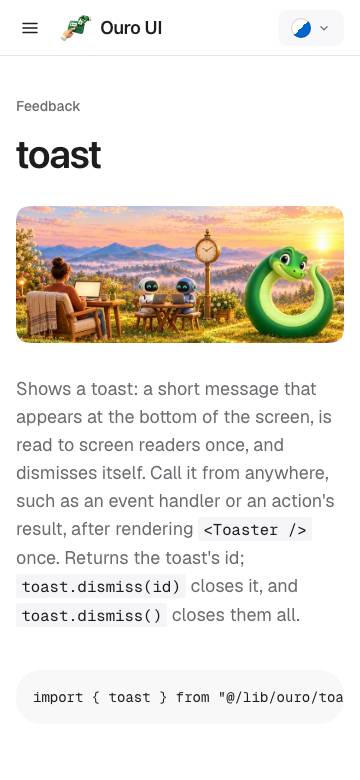 Ouro UI
Feedback
toast
Shows a toast: a short message that
appears at the bottom of the screen, is
read to screen readers once, and
dismisses itself. Call it from anywhere,
such as an event handler or an action's
result, after rendering <Toaster />
once. Returns the toast's id;
toast.dismiss(id) closes it, and
toast.dismiss() closes them all.
import { toast } from "@/lib/ouro/toa